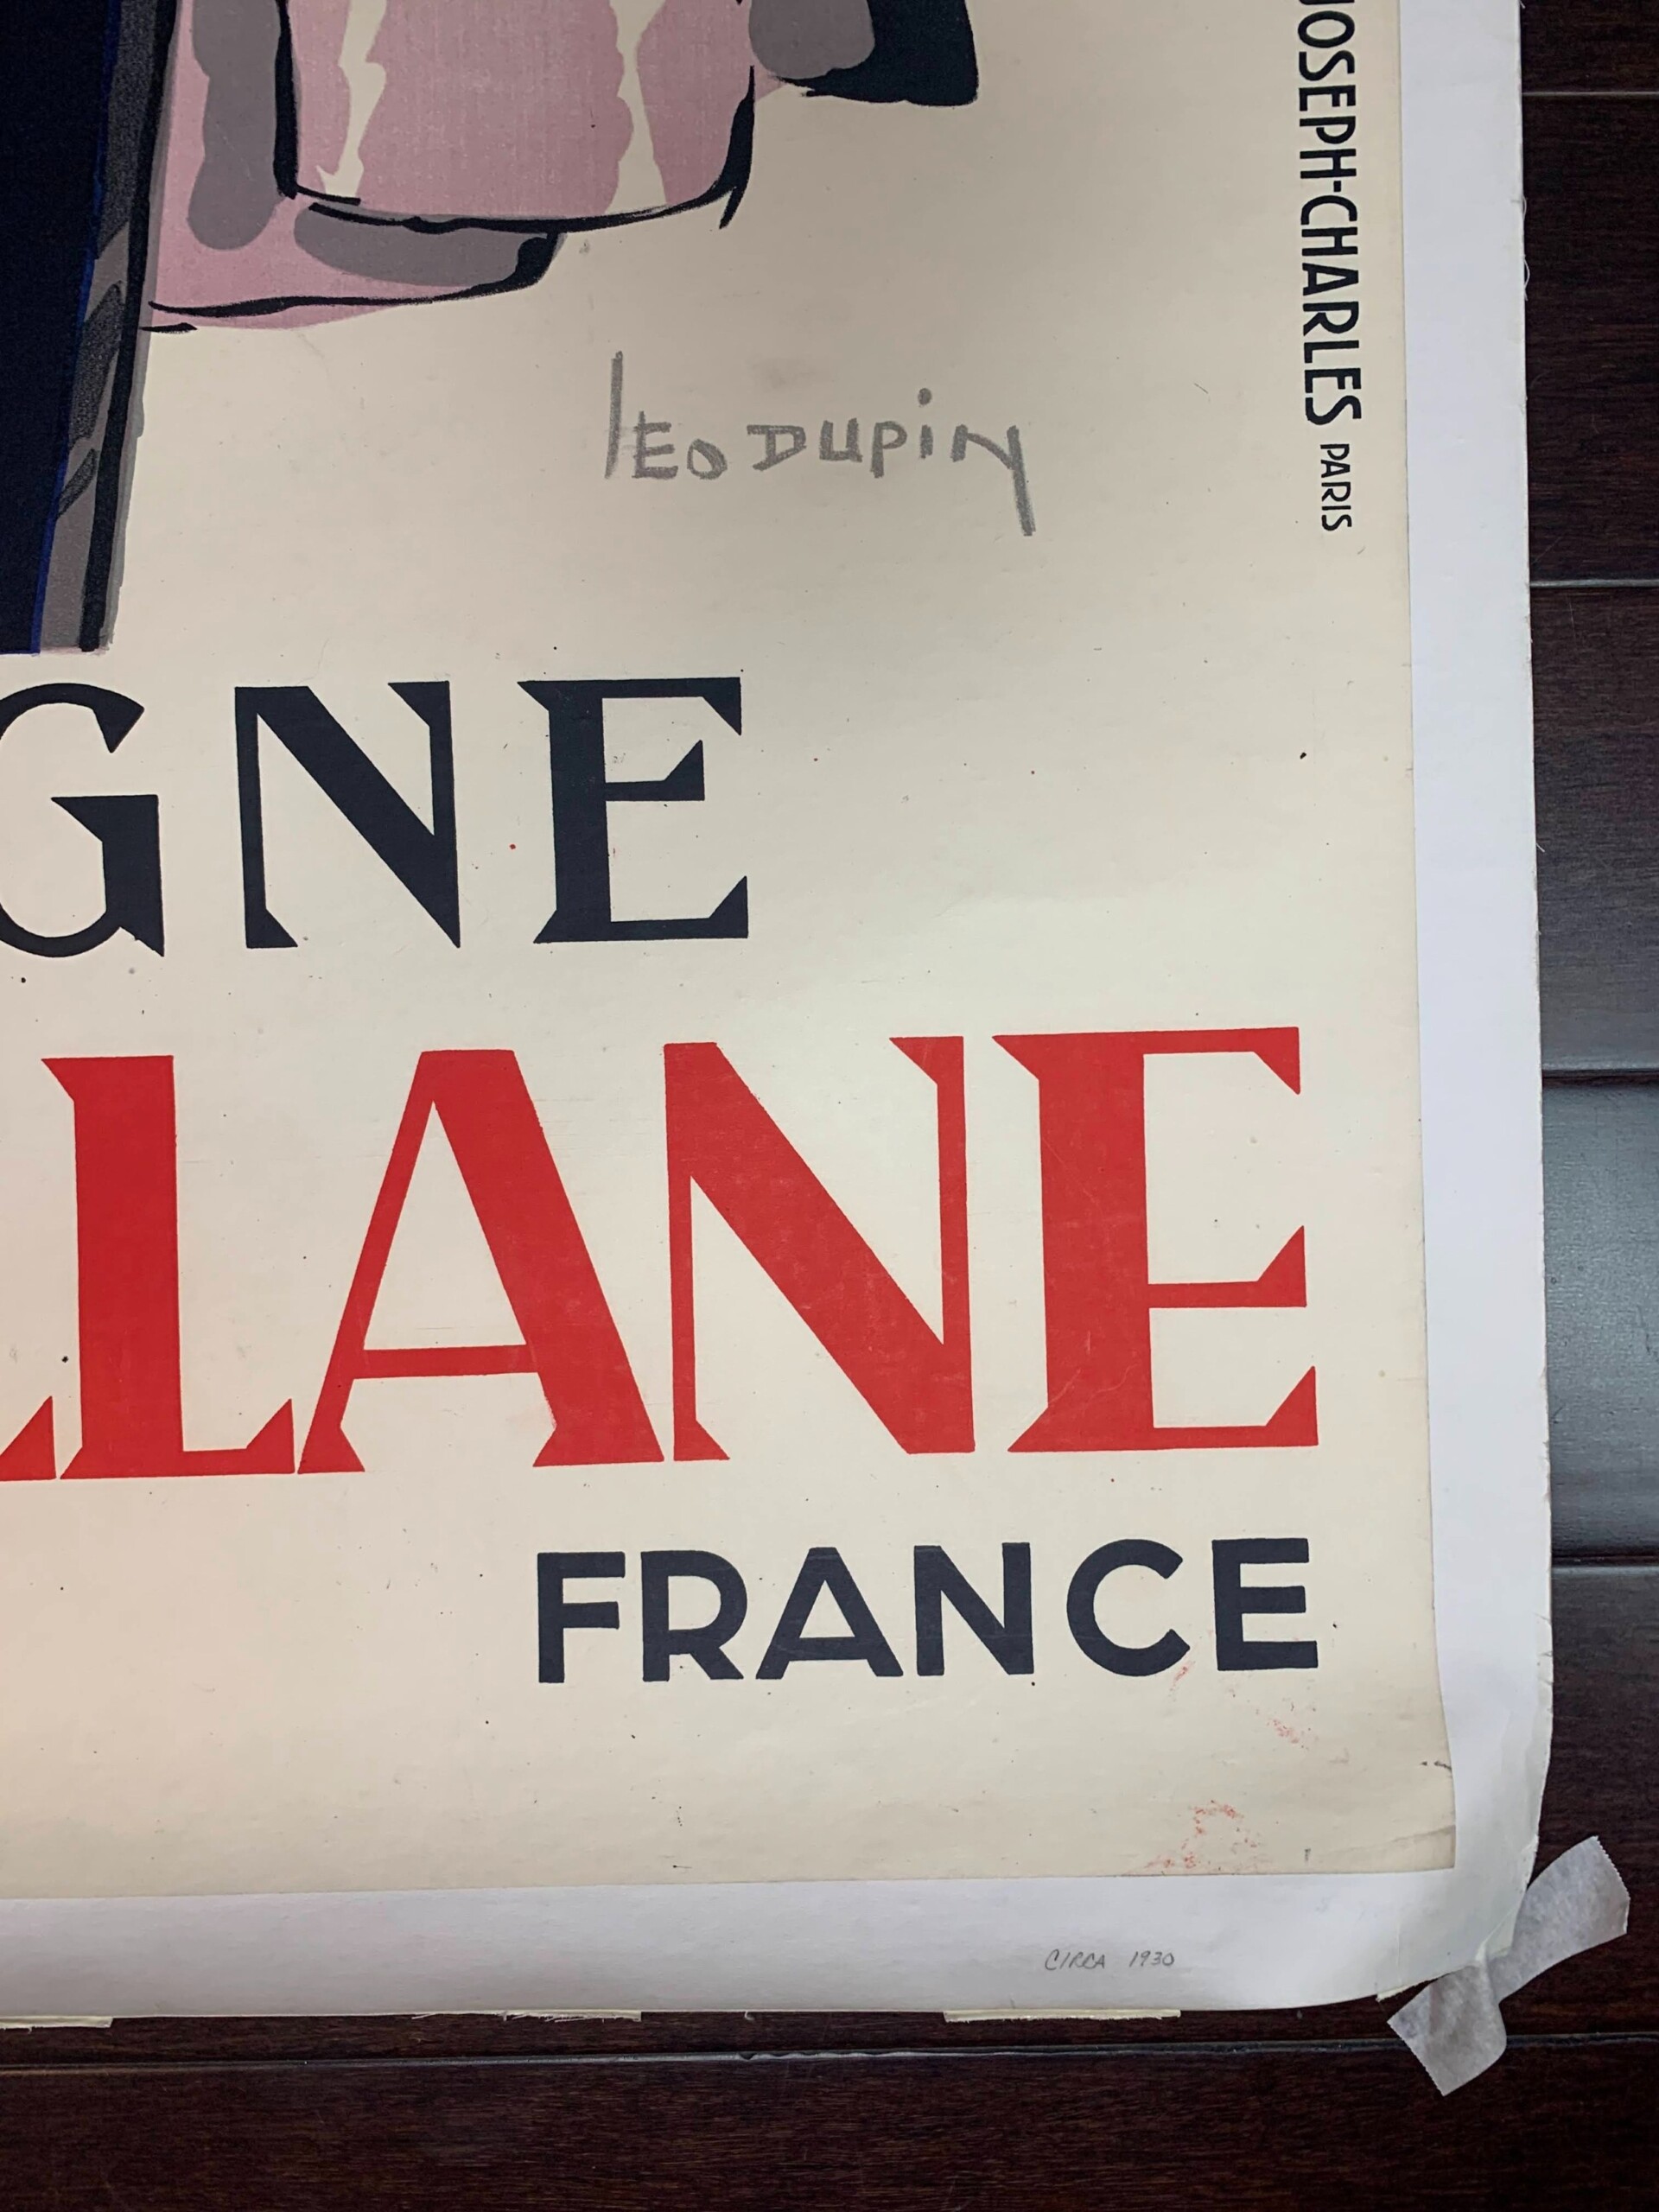 JOSEPH-CHARLES PARIS
LEO DUPIN
GNE
LLANE
FRANCE
CIRCA 1930